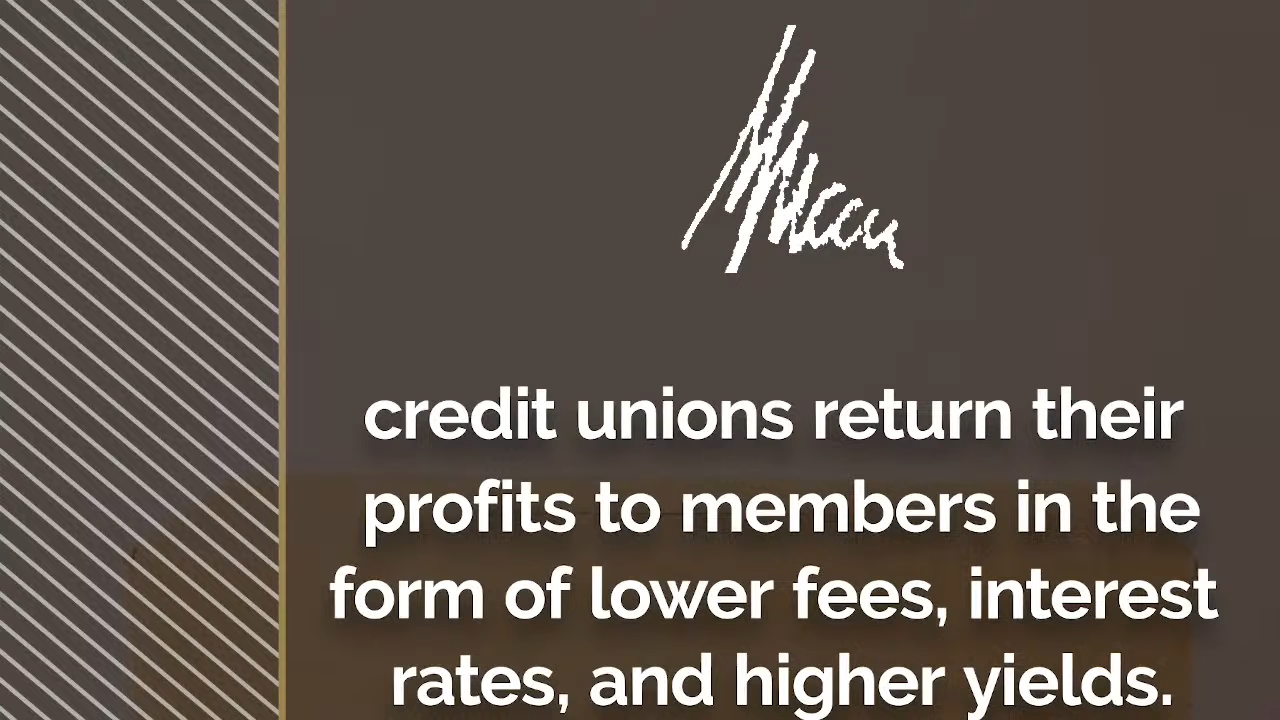 credit unions return their
profits to members in the
form of lower fees, interest
rates, and higher yields.